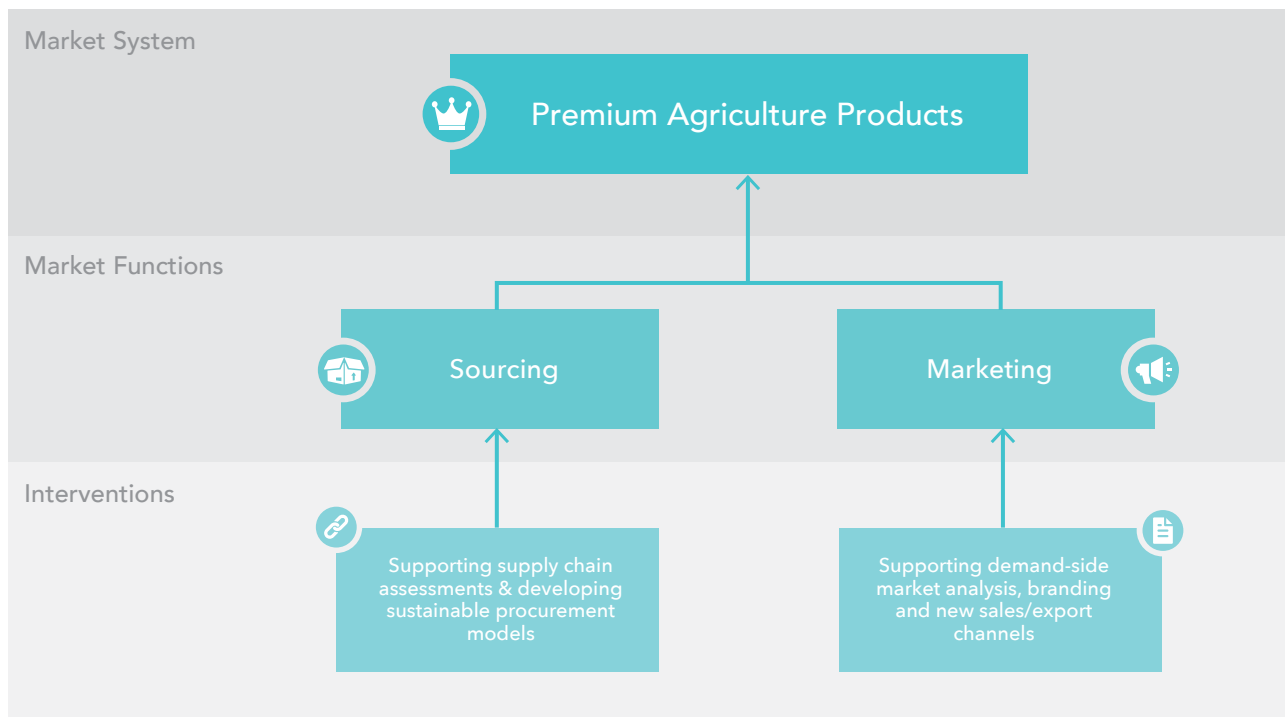 Market System
Premium Agriculture Products
Market Functions
Sourcing
Marketing
Interventions
Supporting supply chain
assessments & developing
sustainable procurement
models
Supporting demand-side
market analysis, branding
and new sales/export
channels